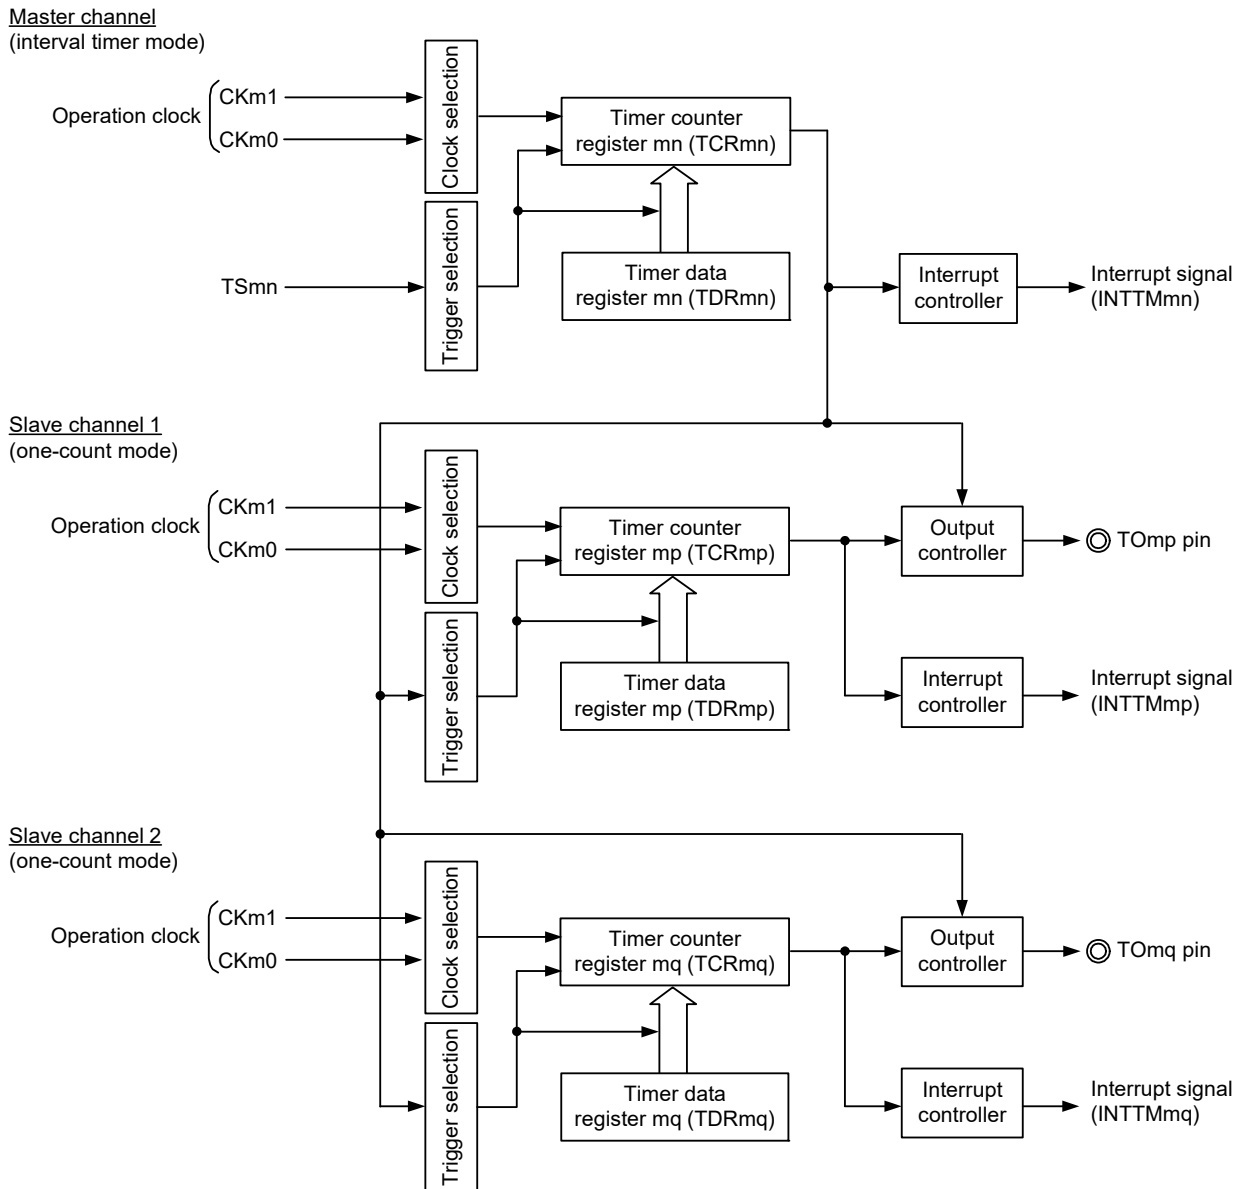 Master channel
(interval timer mode)
Operation clock
CKm1
CKm0
Clock selection
Timer counter
register mn (TCRmn)
TSmn
Trigger selection
Timer data
register mn (TDRmn)
Interrupt
controller
Interrupt signal
(INTTMmn)
Slave channel 1
(one-count mode)
Operation clock
CKm1
CKm0
Clock selection
Timer counter
register mp (TCRmp)
Output
controller
TOmp pin
Trigger selection
Timer data
register mp (TDRmp)
Interrupt
controller
Interrupt signal
(INTTMmp)
Slave channel 2
(one-count mode)
Operation clock
CKm1
CKm0
Clock selection
Timer counter
register mq (TCRmq)
Output
controller
TOmq pin
Trigger selection
Timer data
register mq (TDRmq)
Interrupt
controller
Interrupt signal
(INTTMmq)